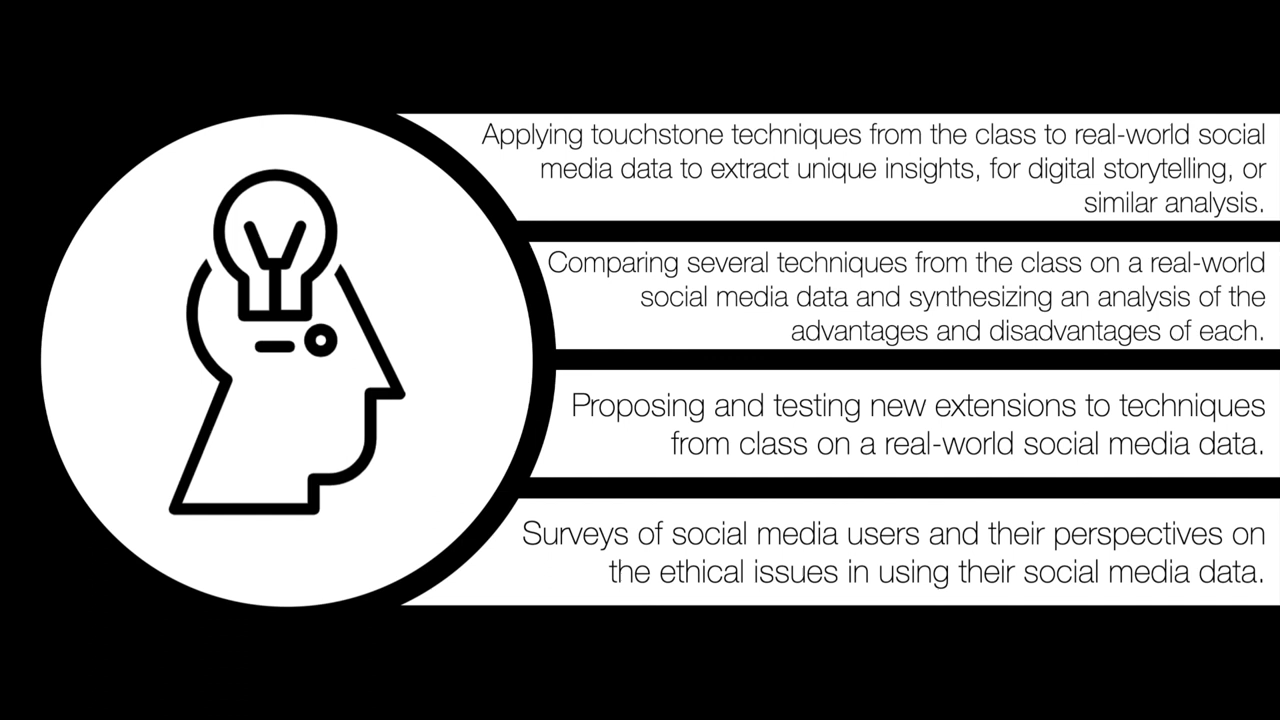 Applying touchstone techniques from the class to real-world social
media data to extract unique insights, for digital storytelling, or
similar analysis.
Comparing several techniques from the class on a real-world
social media data and synthesizing an analysis of the
advantages and disadvantages of each.
Proposing and testing new extensions to techniques
from class on a real-world social media data.
Surveys of social media users and their perspectives on
the ethical issues in using their social media data.